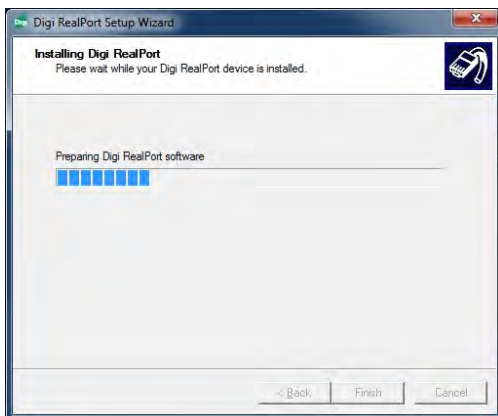 Digi
Digi RealPort Setup Wizard
Installing Digi RealPort
Please wait while your Digi RealPort device is installed.
Preparing Digi RealPort software
< Back
Finish
Cancel